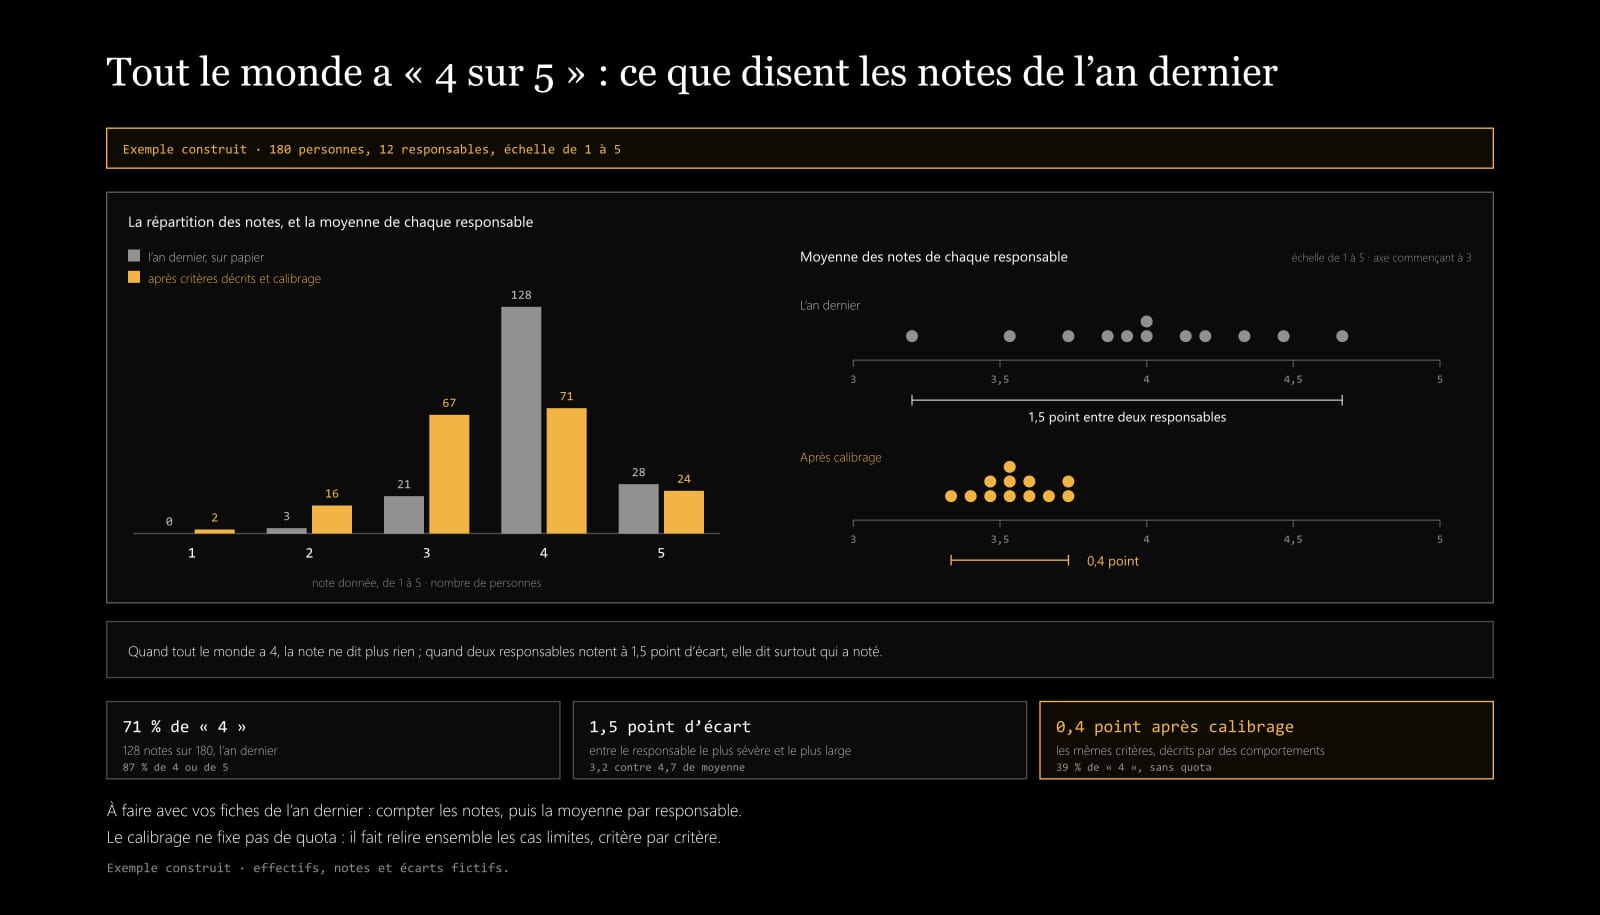 Tout le monde a « 4 sur 5 » : ce que disent les notes de l’an dernier
Exemple construit · 180 personnes, 12 responsables, échelle de 1 à 5
La répartition des notes, et la moyenne de chaque responsable
l’an dernier, sur papier
après critères décrits et calibrage
0
2
3
16
21
67
128
71
28
24
1
2
3
4
5
note donnée, de 1 à 5 · nombre de personnes
Moyenne des notes de chaque responsable
échelle de 1 à 5 · axe commençant à 3
L’an dernier
3
3,5
4
4,5
5
1,5 point entre deux responsables
Après calibrage
3
3,5
4
4,5
5
0,4 point
Quand tout le monde a 4, la note ne dit plus rien ; quand deux responsables notent à 1,5 point d’écart, elle dit surtout qui a noté.
71 % de « 4 »
128 notes sur 180, l’an dernier
87 % de 4 ou de 5
1,5 point d’écart
entre le responsable le plus sévère et le plus large
3,2 contre 4,7 de moyenne
0,4 point après calibrage
les mêmes critères, décrits par des comportements
39 % de « 4 », sans quota
À faire avec vos fiches de l’an dernier : compter les notes, puis la moyenne par responsable.
Le calibrage ne fixe pas de quota : il fait relire ensemble les cas limites, critère par critère.
Exemple construit · effectifs, notes et écarts fictifs.